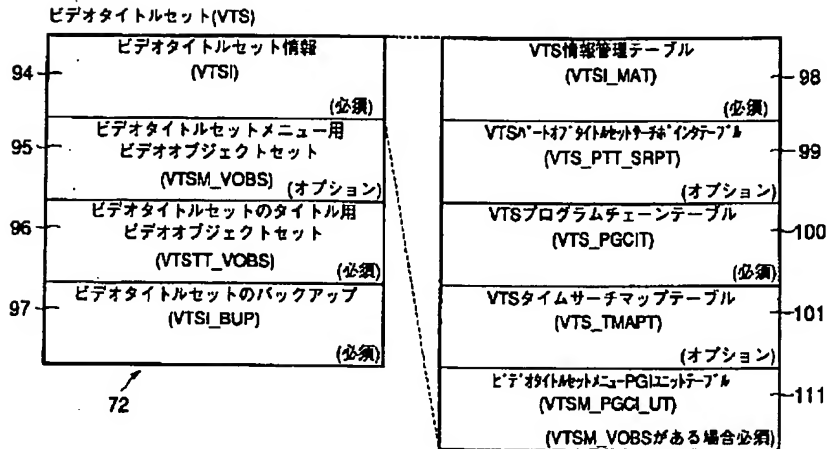 ビデオタイトルセット(VTS)
94
ビデオタイトルセット情報
(VTSI)
(必須)
95
ビデオタイトルセットメニュー用
ビデオオブジェクトセット
(VTSM_VOBS)
(オプション)
96
ビデオタイトルセットのタイトル用
ビデオオブジェクトセット
(VTSTT_VOBS)
(必須)
97
ビデオタイトルセットのバックアップ
(VTSI_BUP)
(必須)
72
VTS情報管理テーブル
(VTSI_MAT)
(必須)
98
VTSパートオブタイトルセットサーチポインタテーブル
(VTS_PTT_SRPT)
(オプション)
99
VTSプログラムチェーンテーブル
(VTS_PGCIT)
(必須)
100
VTSタイムサーチマップテーブル
(VTS_TMAPT)
(オプション)
101
ビデオタイトルセットメニューPGIユニットテーブル
(VTSM_PGCI_UT)
(VTSM_VOBSがある場合必須)
111